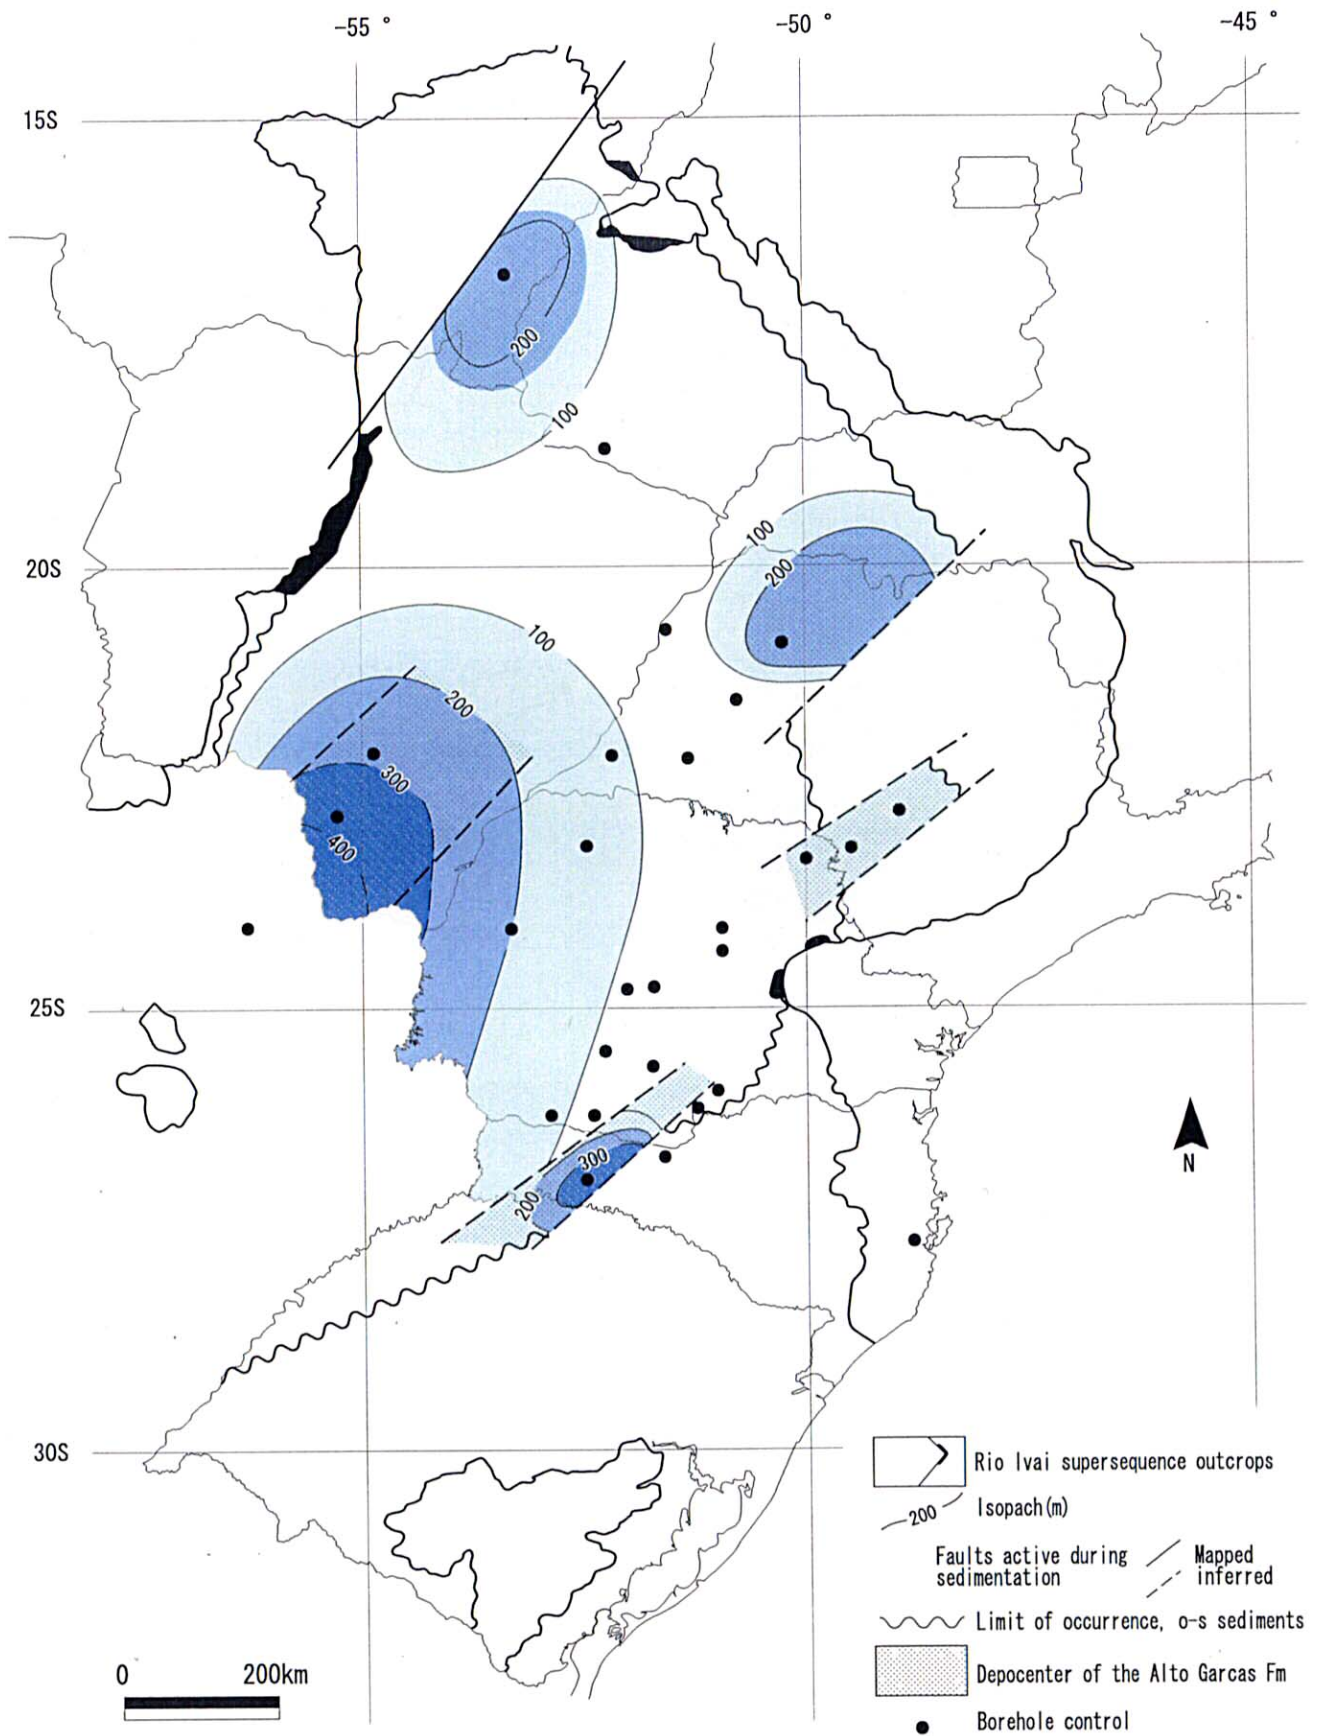 -55 °
-50 °
-45 °
15S
200
100
20S
100
200
100
200
300
400
25S
300
200
N
30S
Rio Ivai supersequence outcrops
200
Isopach(m)
Faults active during
sedimentation
Mapped
inferred
Limit of occurrence, o-s sediments
Depocenter of the Alto Garcas Fm
Borehole control
0
200km